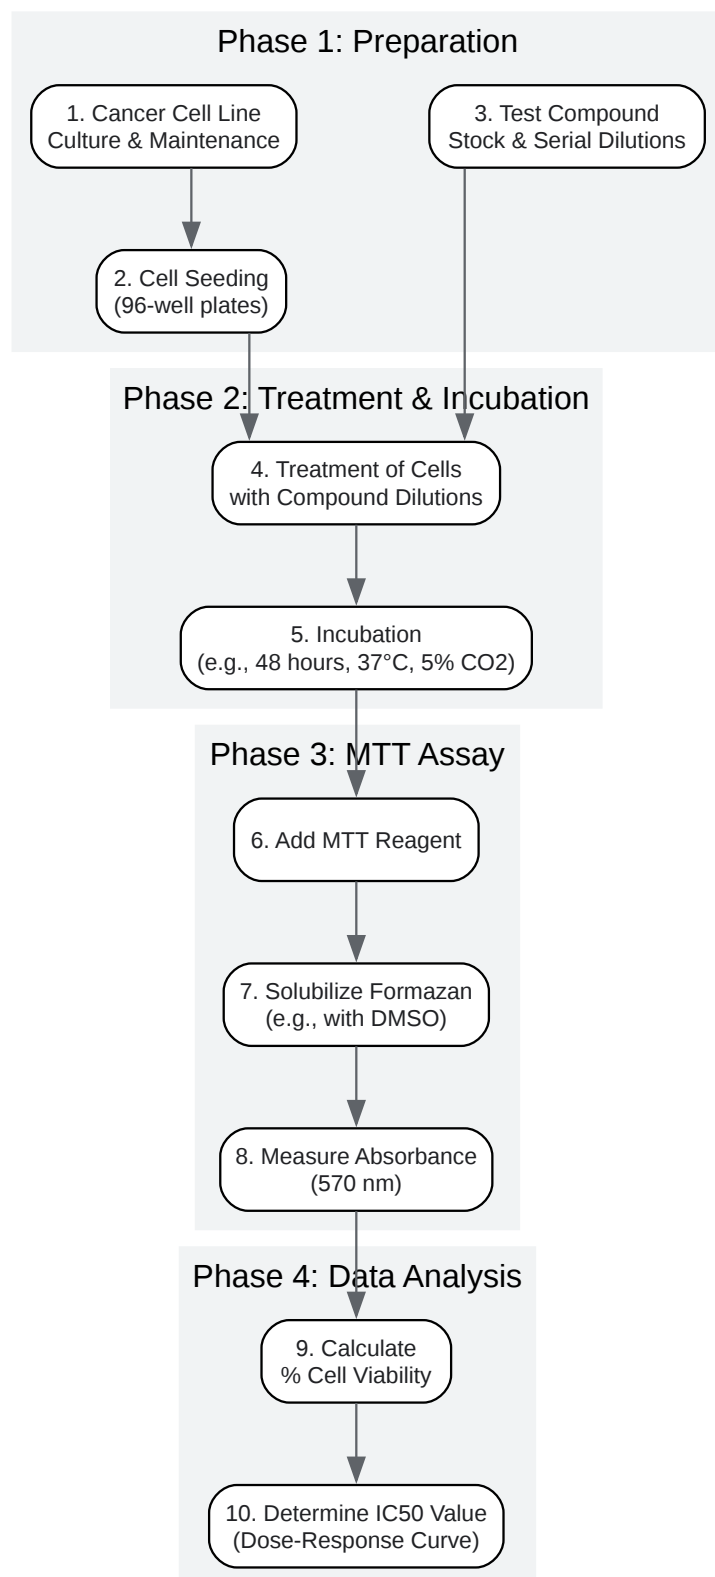 Phase 1: Preparation
1. Cancer Cell Line
Culture & Maintenance
3. Test Compound
Stock & Serial Dilutions
2. Cell Seeding
(96-well plates)
Phase 2: Treatment & Incubation
4. Treatment of Cells
with Compound Dilutions
5. Incubation
(e.g., 48 hours, 37°C, 5% CO2)
Phase 3: MTT Assay
6. Add MTT Reagent
7. Solubilize Formazan
(e.g., with DMSO)
8. Measure Absorbance
(570 nm)
Phase 4: Data Analysis
9. Calculate
% Cell Viability
10. Determine IC50 Value
(Dose-Response Curve)